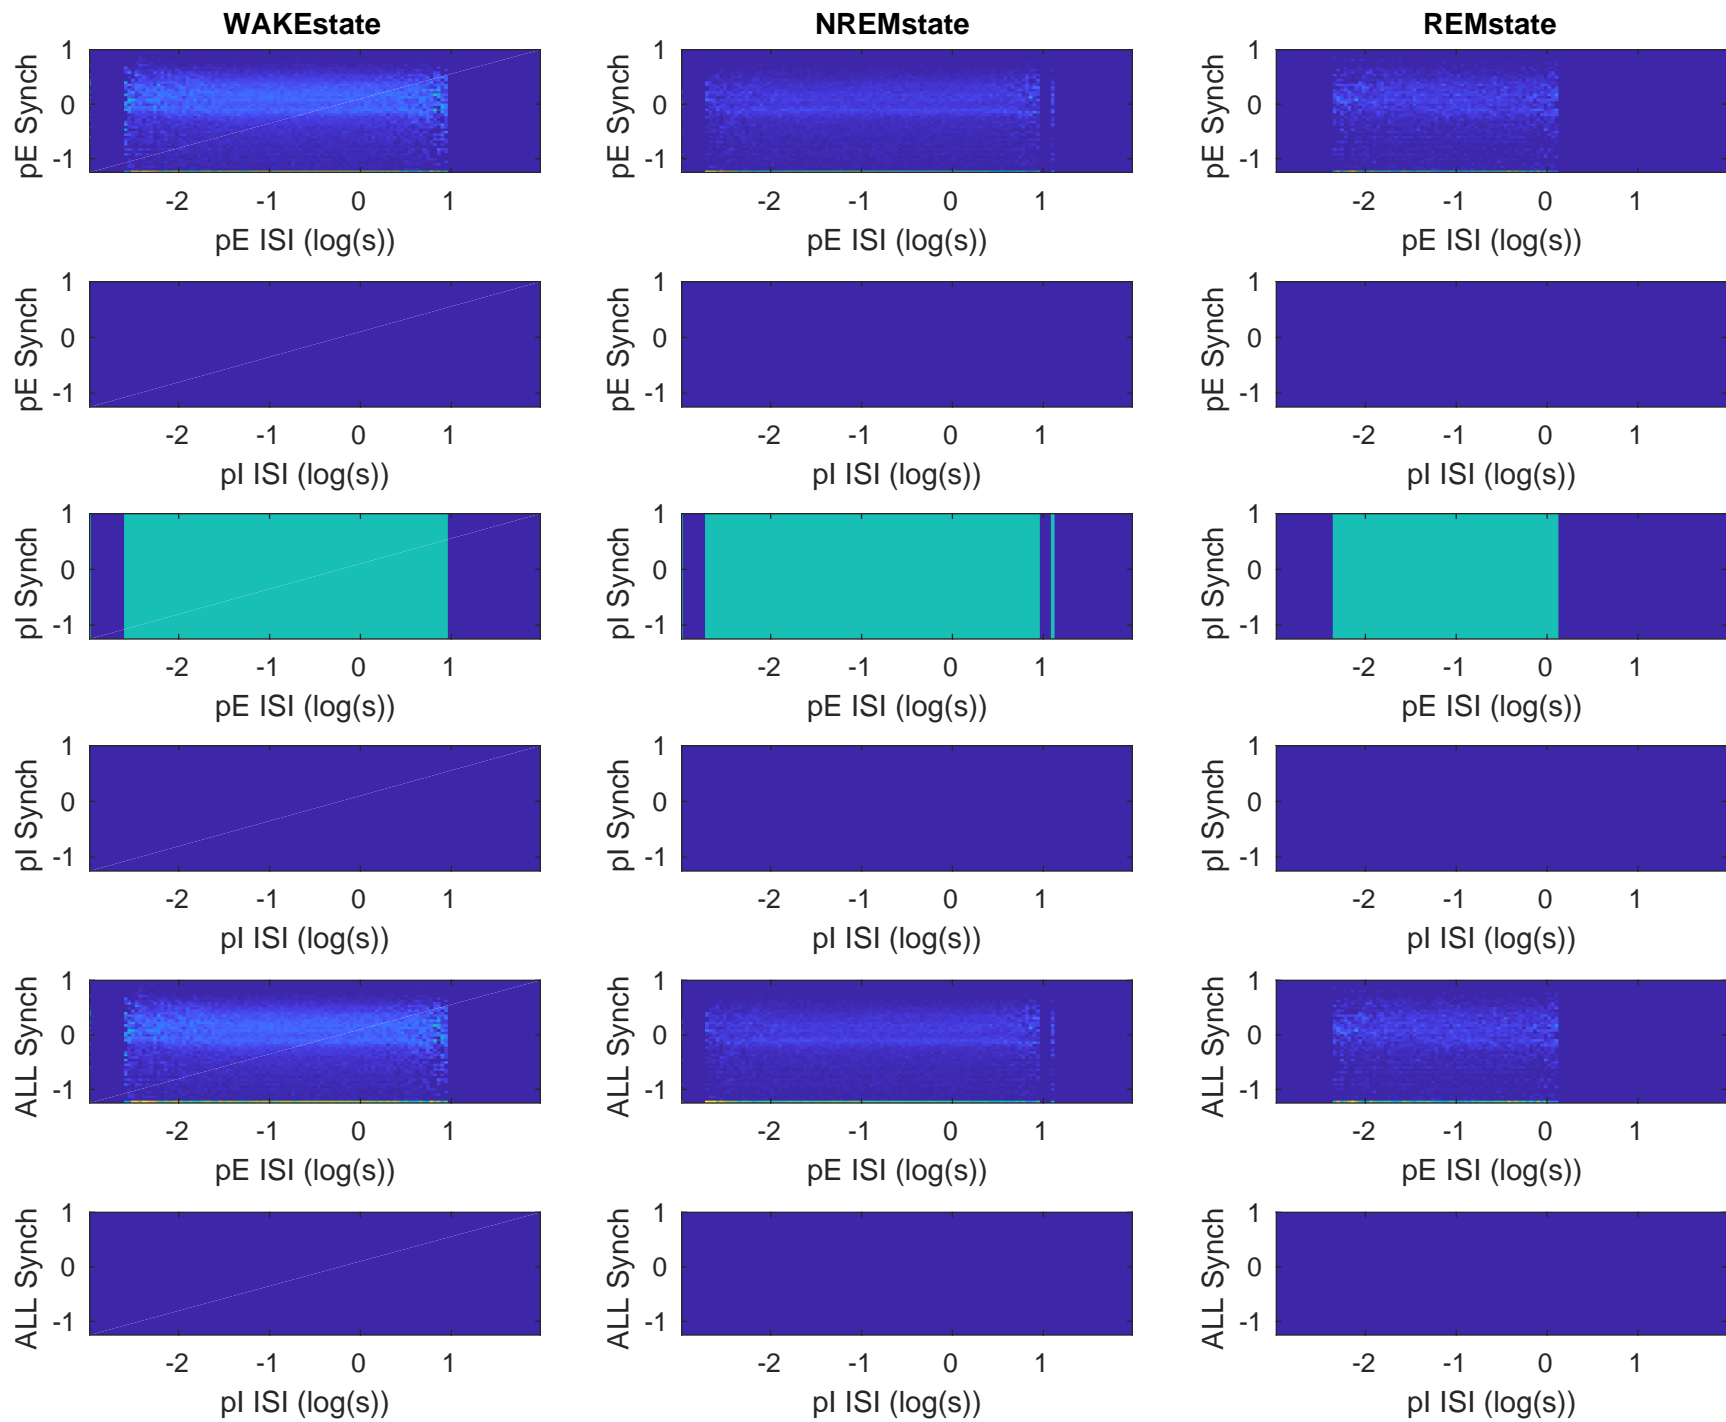 WAKEstate NREMstate REMstate
1 1 1
pE Synch pE Synch pE Synch
0 0 0
-1 -1 -1
-2 -1 0 1 -2 -1 0 1 -2 -1 0 1
pE ISI (log(s)) pE ISI (log(s)) pE ISI (log(s))
1 1 1
pE Synch pE Synch pE Synch
0 0 0
-1 -1 -1
-2 -1 0 1 -2 -1 0 1 -2 -1 0 1
pI ISI (log(s)) pI ISI (log(s)) pI ISI (log(s))
1 1 1
pI Synch pI Synch pI Synch
0 0 0
-1 -1 -1
-2 -1 0 1 -2 -1 0 1 -2 -1 0 1
pE ISI (log(s)) pE ISI (log(s)) pE ISI (log(s))
1 1 1
pI Synch pI Synch pI Synch
0 0 0
-1 -1 -1
-2 -1 0 1 -2 -1 0 1 -2 -1 0 1
pI ISI (log(s)) pI ISI (log(s)) pI ISI (log(s))
1 1 1
ALL Synch ALL Synch ALL Synch
0 0 0
-1 -1 -1
-2 -1 0 1 -2 -1 0 1 -2 -1 0 1
pE ISI (log(s)) pE ISI (log(s)) pE ISI (log(s))
1 1 1
ALL Synch ALL Synch ALL Synch
0 0 0
-1 -1 -1
-2 -1 0 1 -2 -1 0 1 -2 -1 0 1
pI ISI (log(s)) pI ISI (log(s)) pI ISI (log(s))